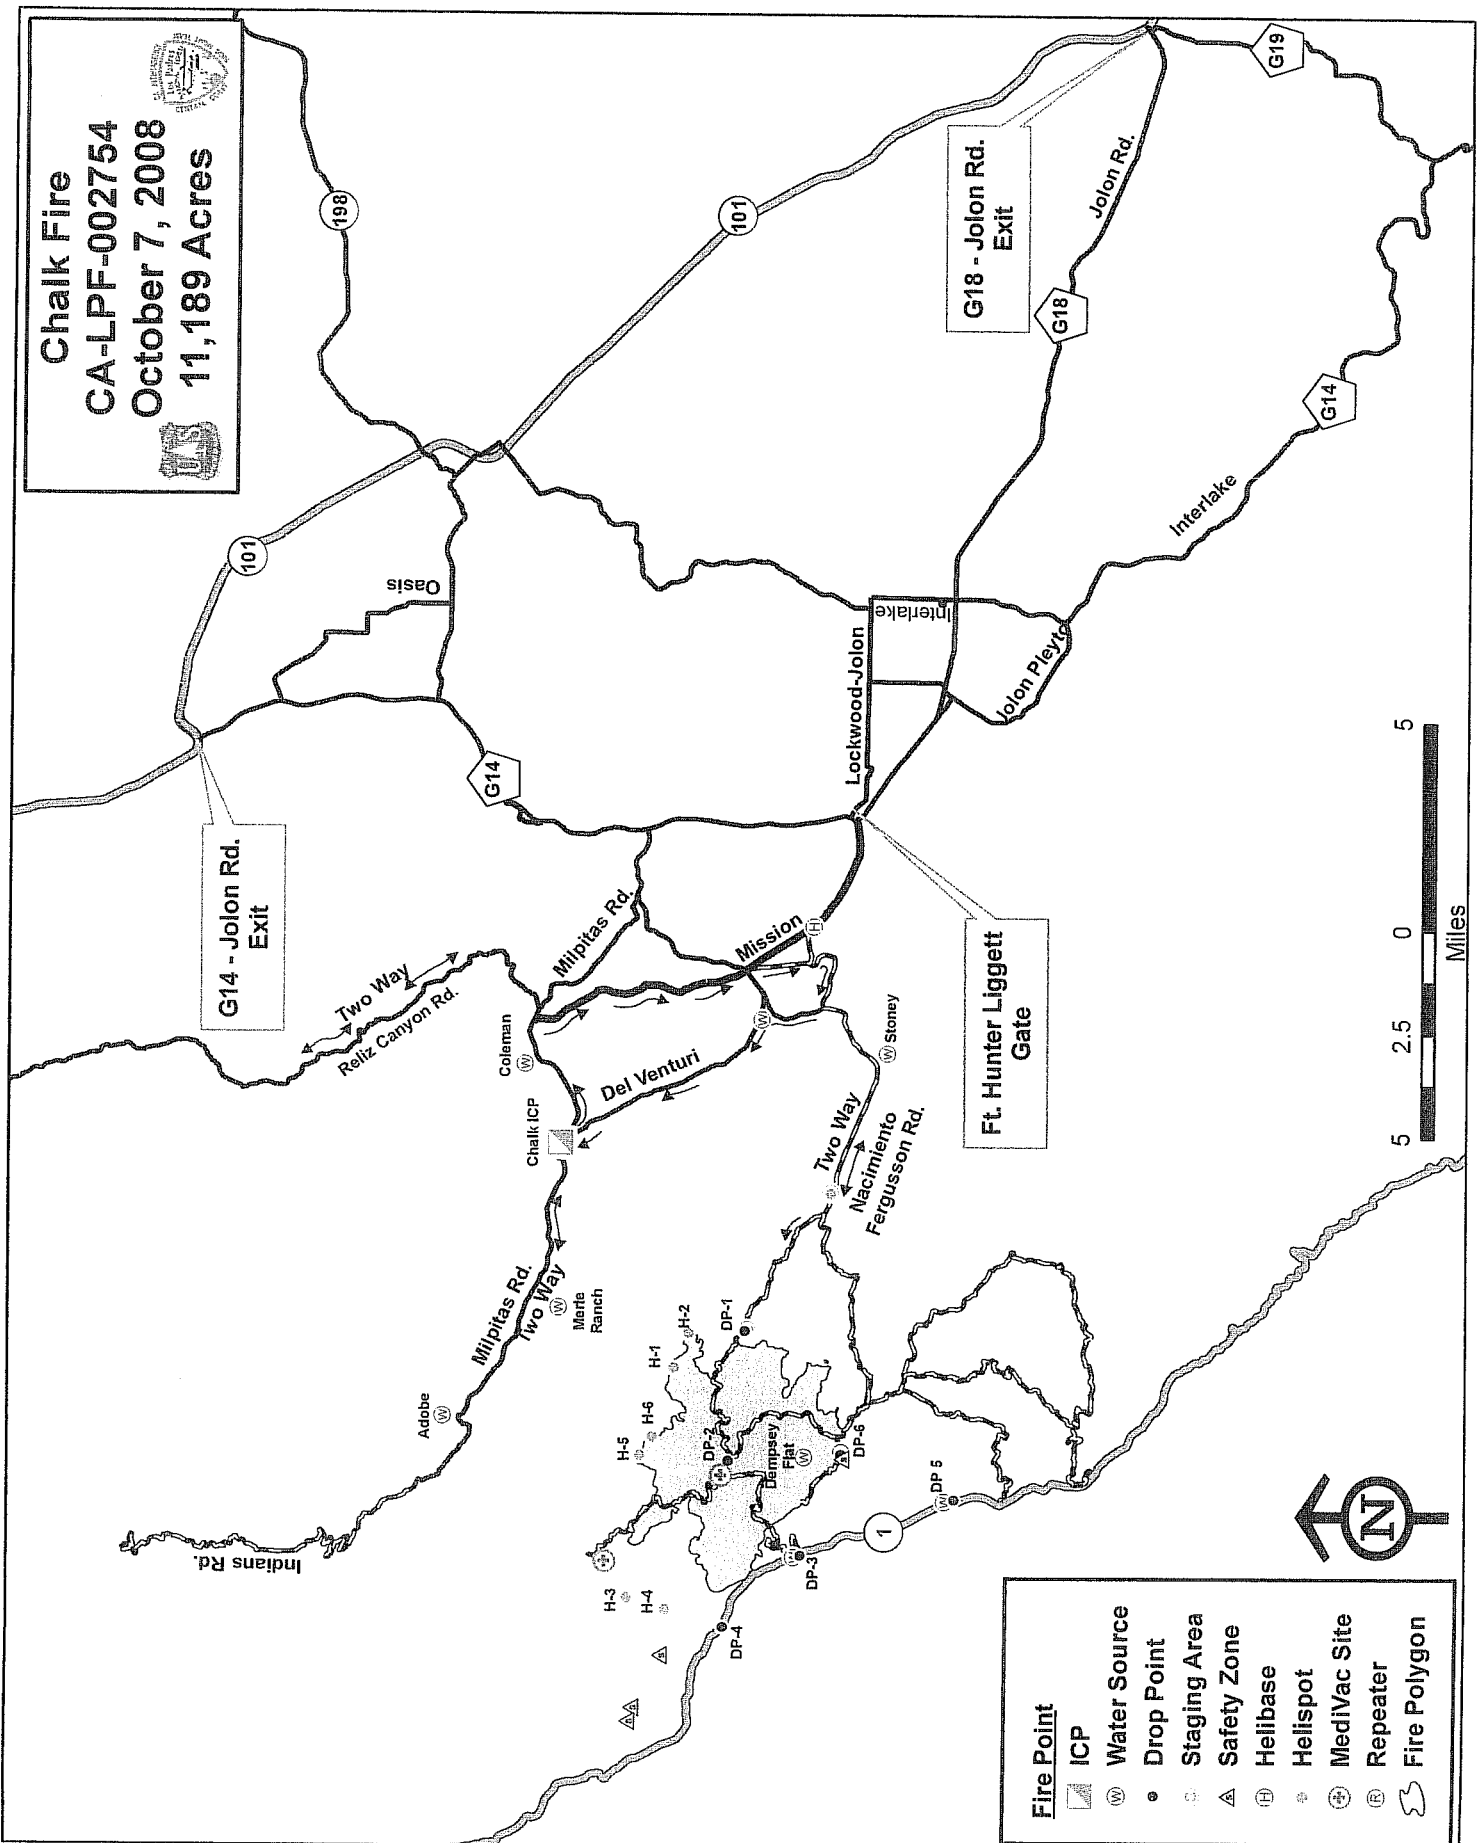 Chalk Fire
CA-LPF-002754
October 7, 2008
11,189 Acres
Los Padres
101
198
101
G19
G14 - Jolon Rd.
Exit
Oasis
G14
G18 - Jolon Rd.
Exit
Jolon Rd.
G18
G14
Interlake
Interlake
Lockwood-Jolon
Jolon Pleyto
Two Way
Reliz Canyon Rd.
Milpitas Rd.
Mission
H
Coleman
W
Del Venturi
W
Chalk ICP
W Stoney
Ft. Hunter Liggett
Gate
Two Way
Nacimiento
Fergusson Rd.
Milpitas Rd.
Two Way
W
Merle
Ranch
Adobe
W
Indians Rd.
H-2
H-1
H-6
H-5
DP-1
DP-2
Dempsey
Flat
W
DP-6
S
H-3
H-4
S
S
S
DP-3
DP-4
DP 5
W
1
5
2.5
0
5
Miles
N
Fire Point
ICP
W Water Source
Drop Point
Staging Area
S Safety Zone
H Helibase
Helispot
MediVac Site
R Repeater
Fire Polygon